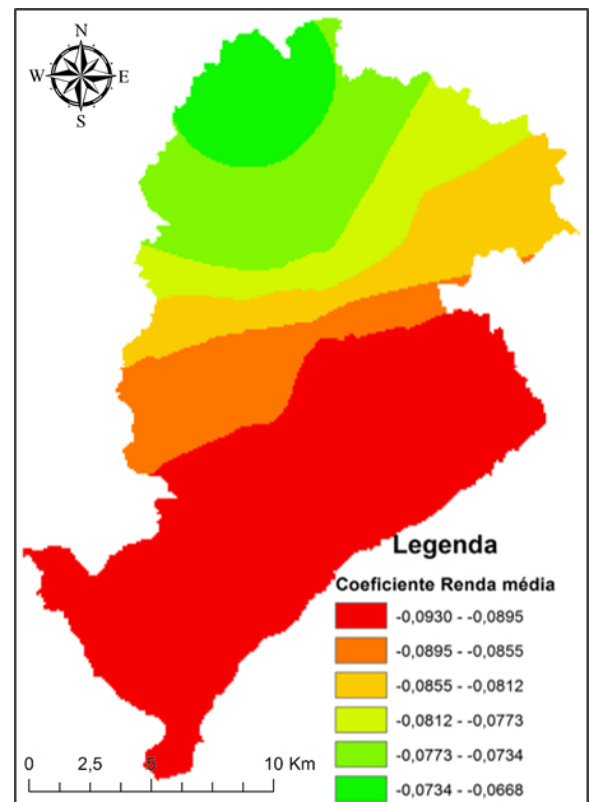 N
W E
S
Legenda
Coeficiente Renda média
-0,0930 - -0,0895
-0,0895 - -0,0855
-0,0855 - -0,0812
-0,0812 - -0,0773
-0,0773 - -0,0734
-0,0734 - -0,0668
0 2,5 5 10 Km